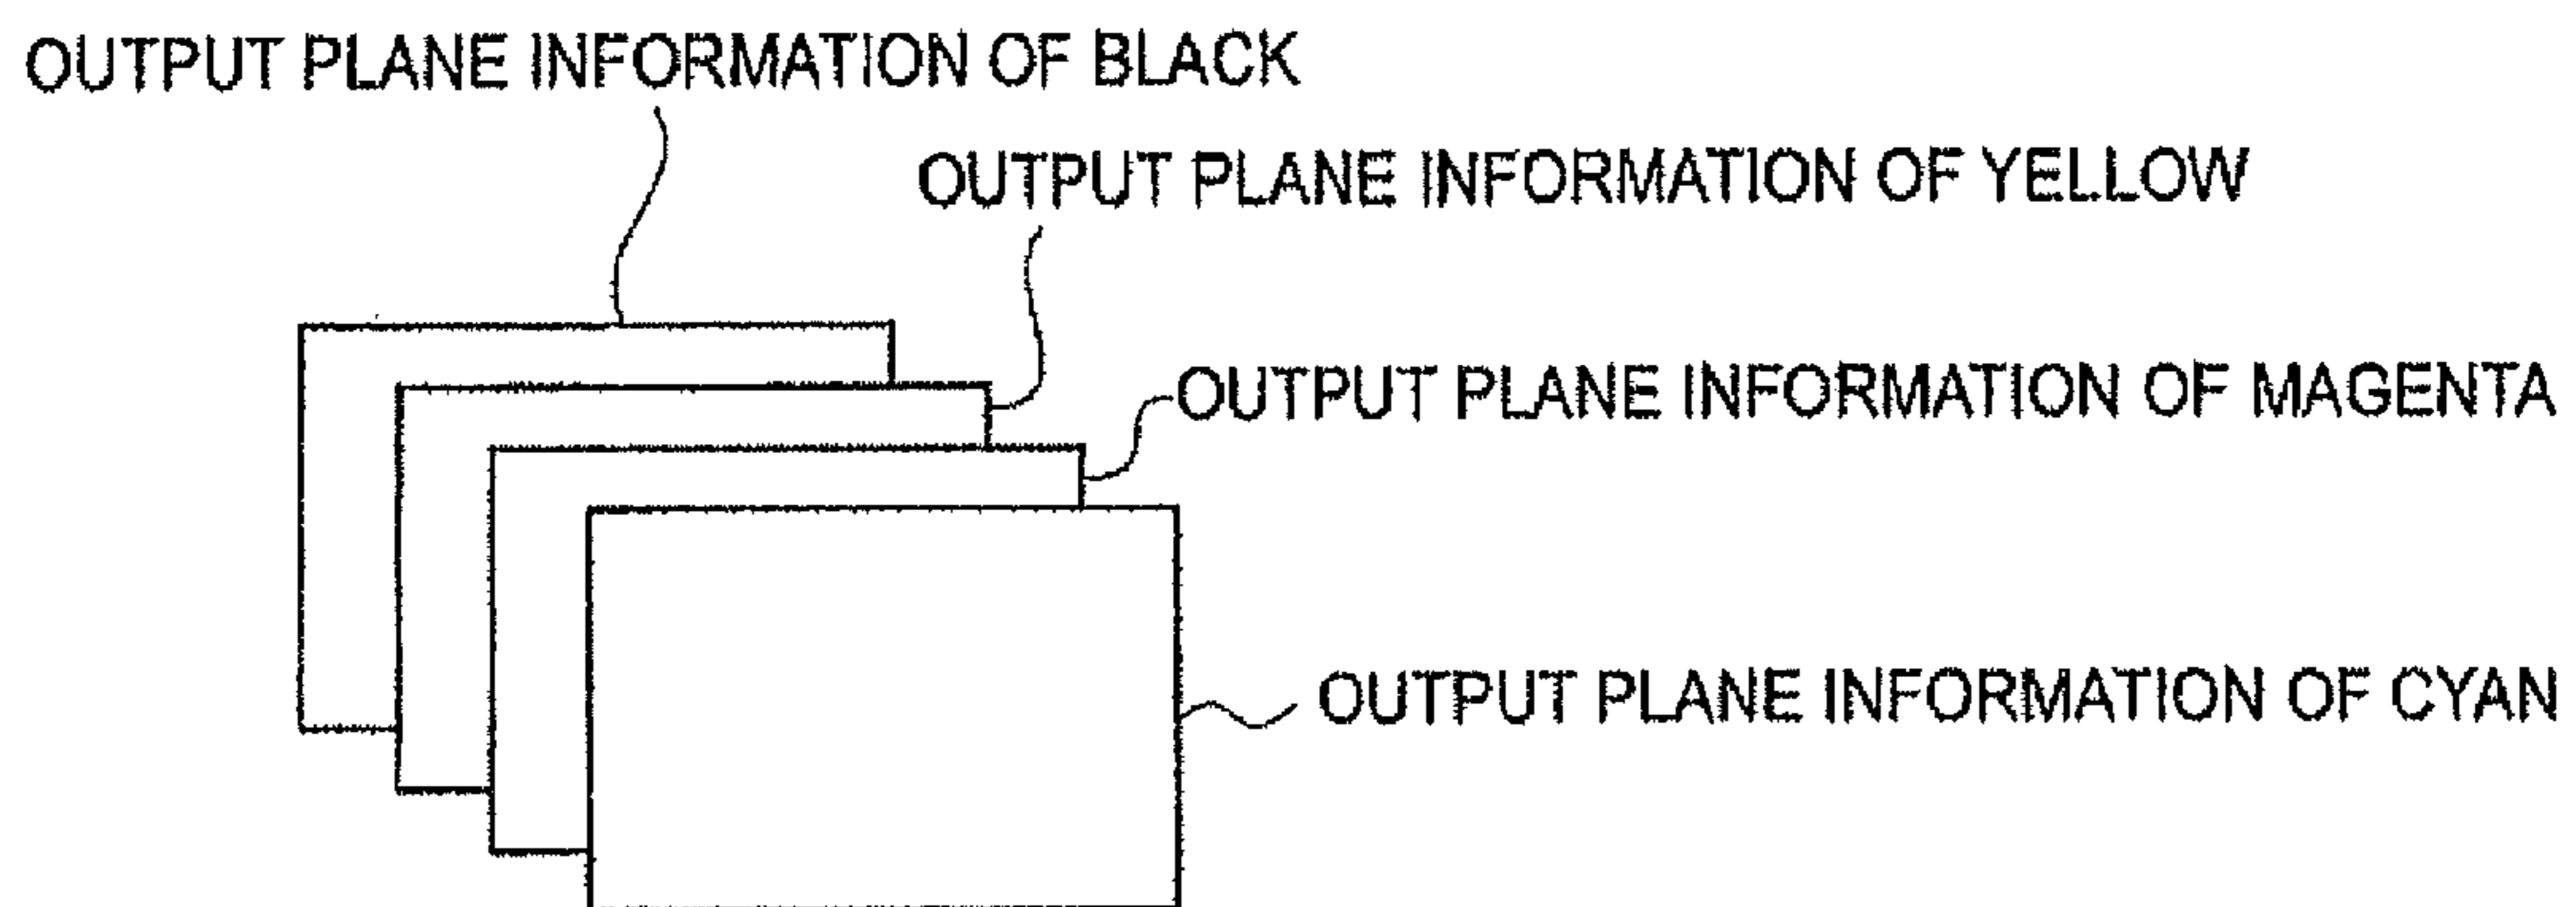 OUTPUT PLANE INFORMATION OF BLACK
OUTPUT PLANE INFORMATION OF YELLOW
OUTPUT PLANE INFORMATION OF MAGENTA
OUTPUT PLANE INFORMATION OF CYAN